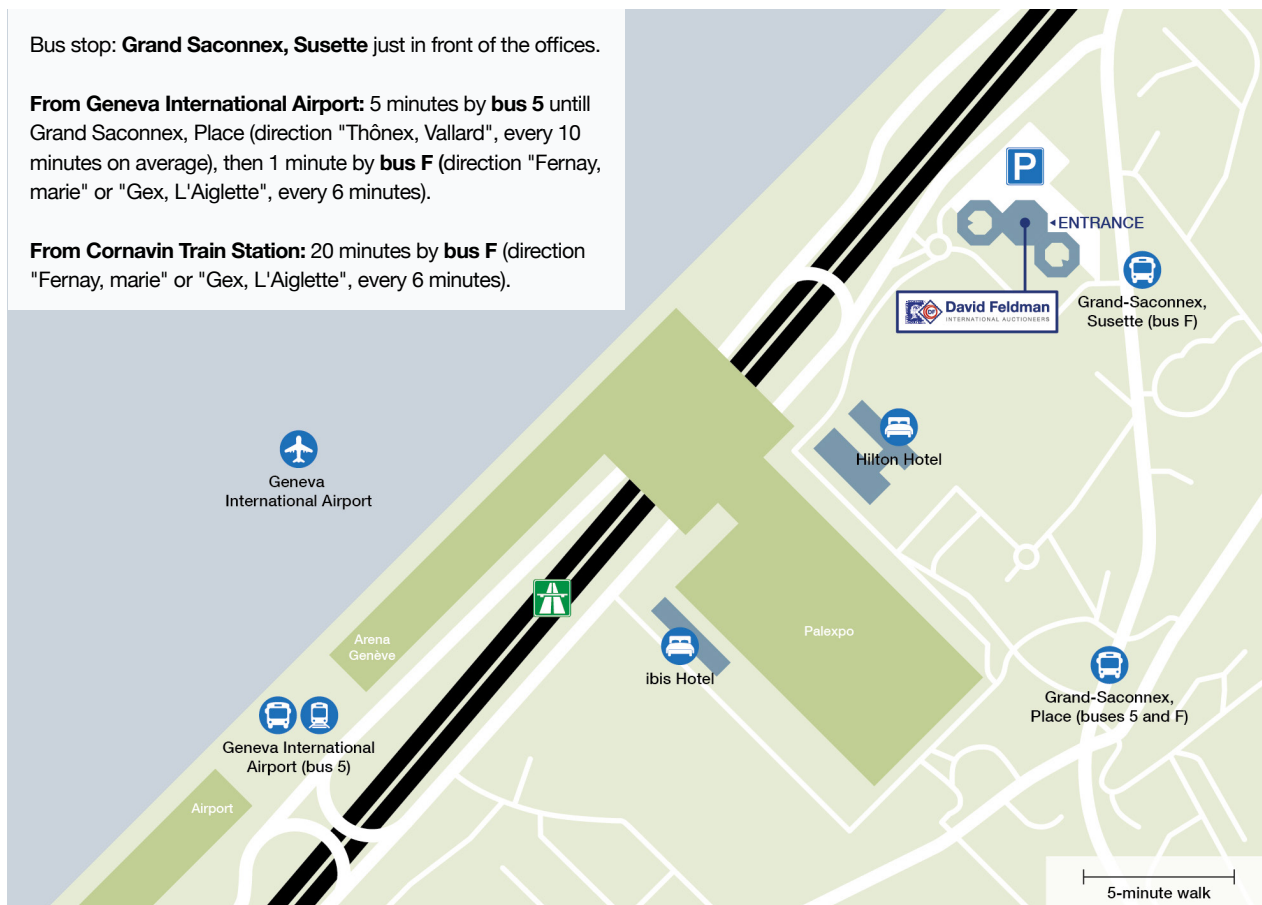 Bus stop: Grand Saconnex, Susette just in front of the offices.
From Geneva International Airport: 5 minutes by bus 5 untill
Grand Saconnex, Place (direction "Thônex, Vallard", every 10
minutes on average), then 1 minute by bus F (direction "Fernay,
marie" or "Gex, L'Aiglette", every 6 minutes).
From Cornavin Train Station: 20 minutes by bus F (direction
"Fernay, marie" or "Gex, L'Aiglette", every 6 minutes).
P
ENTRANCE
DF
David Feldman
INTERNATIONAL AUCTIONEERS
Grand-Saconnex,
Susette (bus F)
Hilton Hotel
Geneva
International Airport
Arena
Genève
Palexpo
ibis Hotel
Grand-Saconnex,
Place (buses 5 and F)
Geneva International
Airport (bus 5)
Airport
5-minute walk